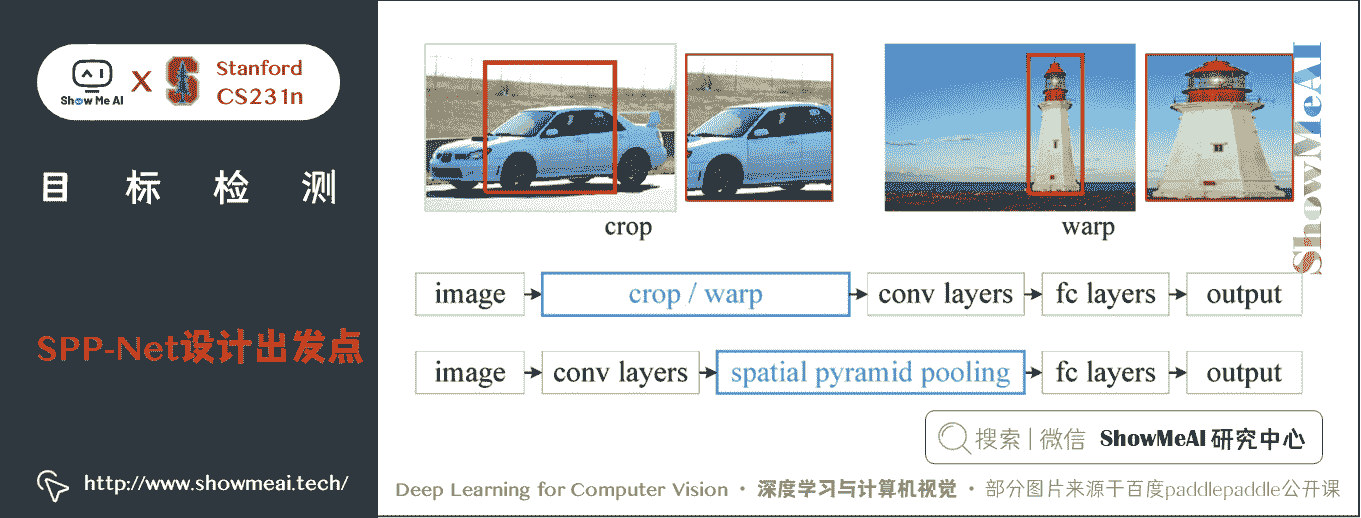 Show Me AI
X
Stanford
CS231n
目标检测
SPP-Net设计出发点
http://www.showmeai.tech/
crop
warp
ShowMeAI
image
crop / warp
conv layers
fc layers
output
image
conv layers
spatial pyramid pooling
fc layers
output
搜索 | 微信 ShowMeAI 研究中心
Deep Learning for Computer Vision · 深度学习与计算机视觉 · 部分图片来源于百度paddlepaddle公开课